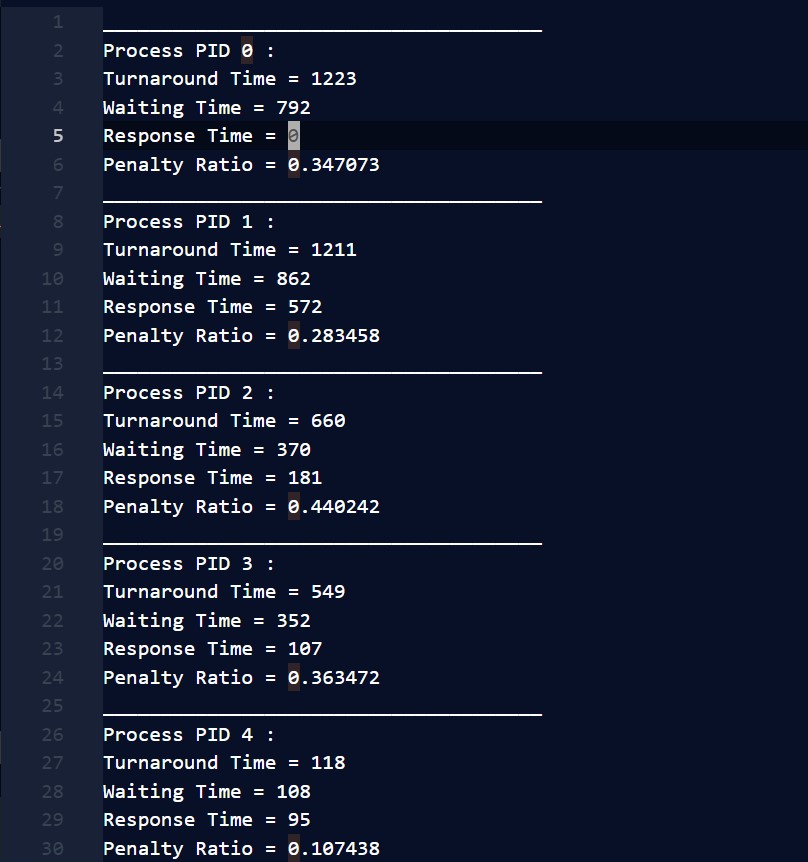 1 ______________________________________
2 Process PID 0 :
3 Turnaround Time = 1223
4 Waiting Time = 792
5 Response Time = 0
6 Penalty Ratio = 0.347073
7 ______________________________________
8 Process PID 1 :
9 Turnaround Time = 1211
10 Waiting Time = 862
11 Response Time = 572
12 Penalty Ratio = 0.283458
13 ______________________________________
14 Process PID 2 :
15 Turnaround Time = 660
16 Waiting Time = 370
17 Response Time = 181
18 Penalty Ratio = 0.440242
19 ______________________________________
20 Process PID 3 :
21 Turnaround Time = 549
22 Waiting Time = 352
23 Response Time = 107
24 Penalty Ratio = 0.363472
25 ______________________________________
26 Process PID 4 :
27 Turnaround Time = 118
28 Waiting Time = 108
29 Response Time = 95
30 Penalty Ratio = 0.107438